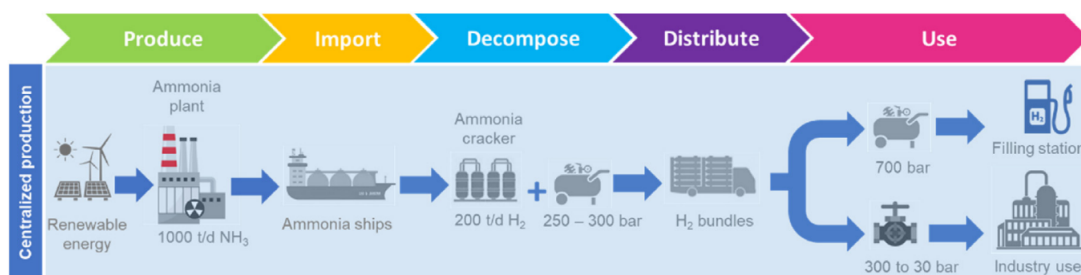 Produce
Import
Decompose
Distribute
Use
Centralized production
Renewable
energy
Ammonia
plant
1000 t/d NH₃
Ammonia ships
Ammonia
cracker
200 t/d H₂
+
250 – 300 bar
H₂ bundles
700 bar
H₂
Filling station
300 to 30 bar
Industry use